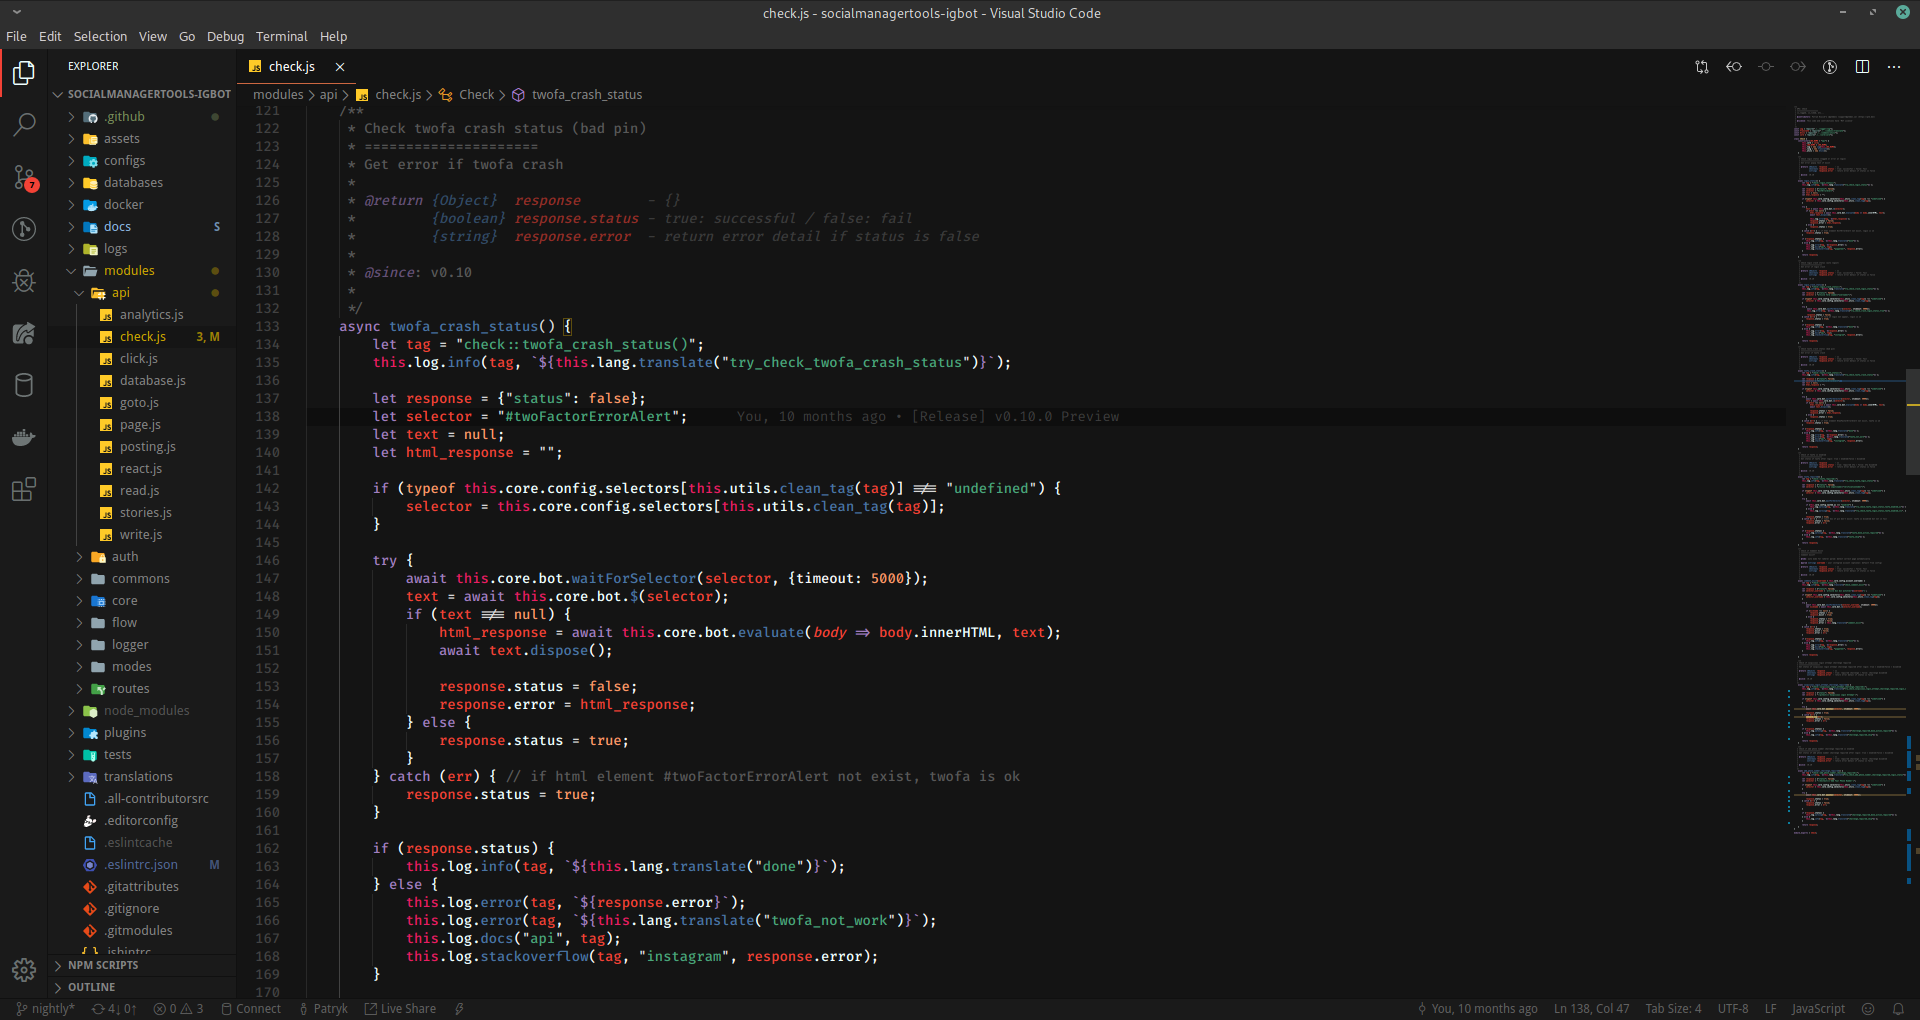 check.js - socialmanagertools-igbot - Visual Studio Code
File Edit Selection View Go Debug Terminal Help
EXPLORER
SOCIALMANAGERTOOLS-IGBOT
.github
assets
configs
databases
docker
docs S
logs
modules
api
analytics.js
check.js 3, M
click.js
database.js
goto.js
page.js
posting.js
react.js
read.js
stories.js
write.js
auth
commons
core
flow
logger
modes
routes
node_modules
plugins
tests
translations
.all-contributorsrc
.editorconfig
.eslintcache
.eslintrc.json M
.gitattributes
.gitignore
.gitmodules
.jshintrc
NPM SCRIPTS
OUTLINE
7
JS check.js
modules > api > JS check.js > Check > twofa_crash_status
121 /**
122 * Check twofa crash status (bad pin)
123 * =====================
124 * Get error if twofa crash
125 *
126 * @return {Object} response - {}
127 * {boolean} response.status - true: successful / false: fail
128 * {string} response.error - return error detail if status is false
129 *
130 * @since: v0.10
131 *
132 */
133 async twofa_crash_status() {
134 let tag = "check::twofa_crash_status()";
135 this.log.info(tag, `${this.lang.translate("try_check_twofa_crash_status")}`);
136
137 let response = {"status": false};
138 let selector = "#twoFactorErrorAlert"; You, 10 months ago • [Release] v0.10.0 Preview
139 let text = null;
140 let html_response = "";
141
142 if (typeof this.core.config.selectors[this.utils.clean_tag(tag)] !== "undefined") {
143 selector = this.core.config.selectors[this.utils.clean_tag(tag)];
144 }
145
146 try {
147 await this.core.bot.waitForSelector(selector, {timeout: 5000});
148 text = await this.core.bot.$(selector);
149 if (text !== null) {
150 html_response = await this.core.bot.evaluate(body => body.innerHTML, text);
151 await text.dispose();
152
153 response.status = false;
154 response.error = html_response;
155 } else {
156 response.status = true;
157 }
158 } catch (err) { // if html element #twoFactorErrorAlert not exist, twofa is ok
159 response.status = true;
160 }
161
162 if (response.status) {
163 this.log.info(tag, `${this.lang.translate("done")}`);
164 } else {
165 this.log.error(tag, `${response.error}`);
166 this.log.error(tag, `${this.lang.translate("twofa_not_work")}`);
167 this.log.docs("api", tag);
168 this.log.stackoverflow(tag, "instagram", response.error);
169 }
170
nightly* 4↓ 0↑ 0 3 Connect Patryk Live Share You, 10 months ago Ln 138, Col 47 Tab Size: 4 UTF-8 LF JavaScript